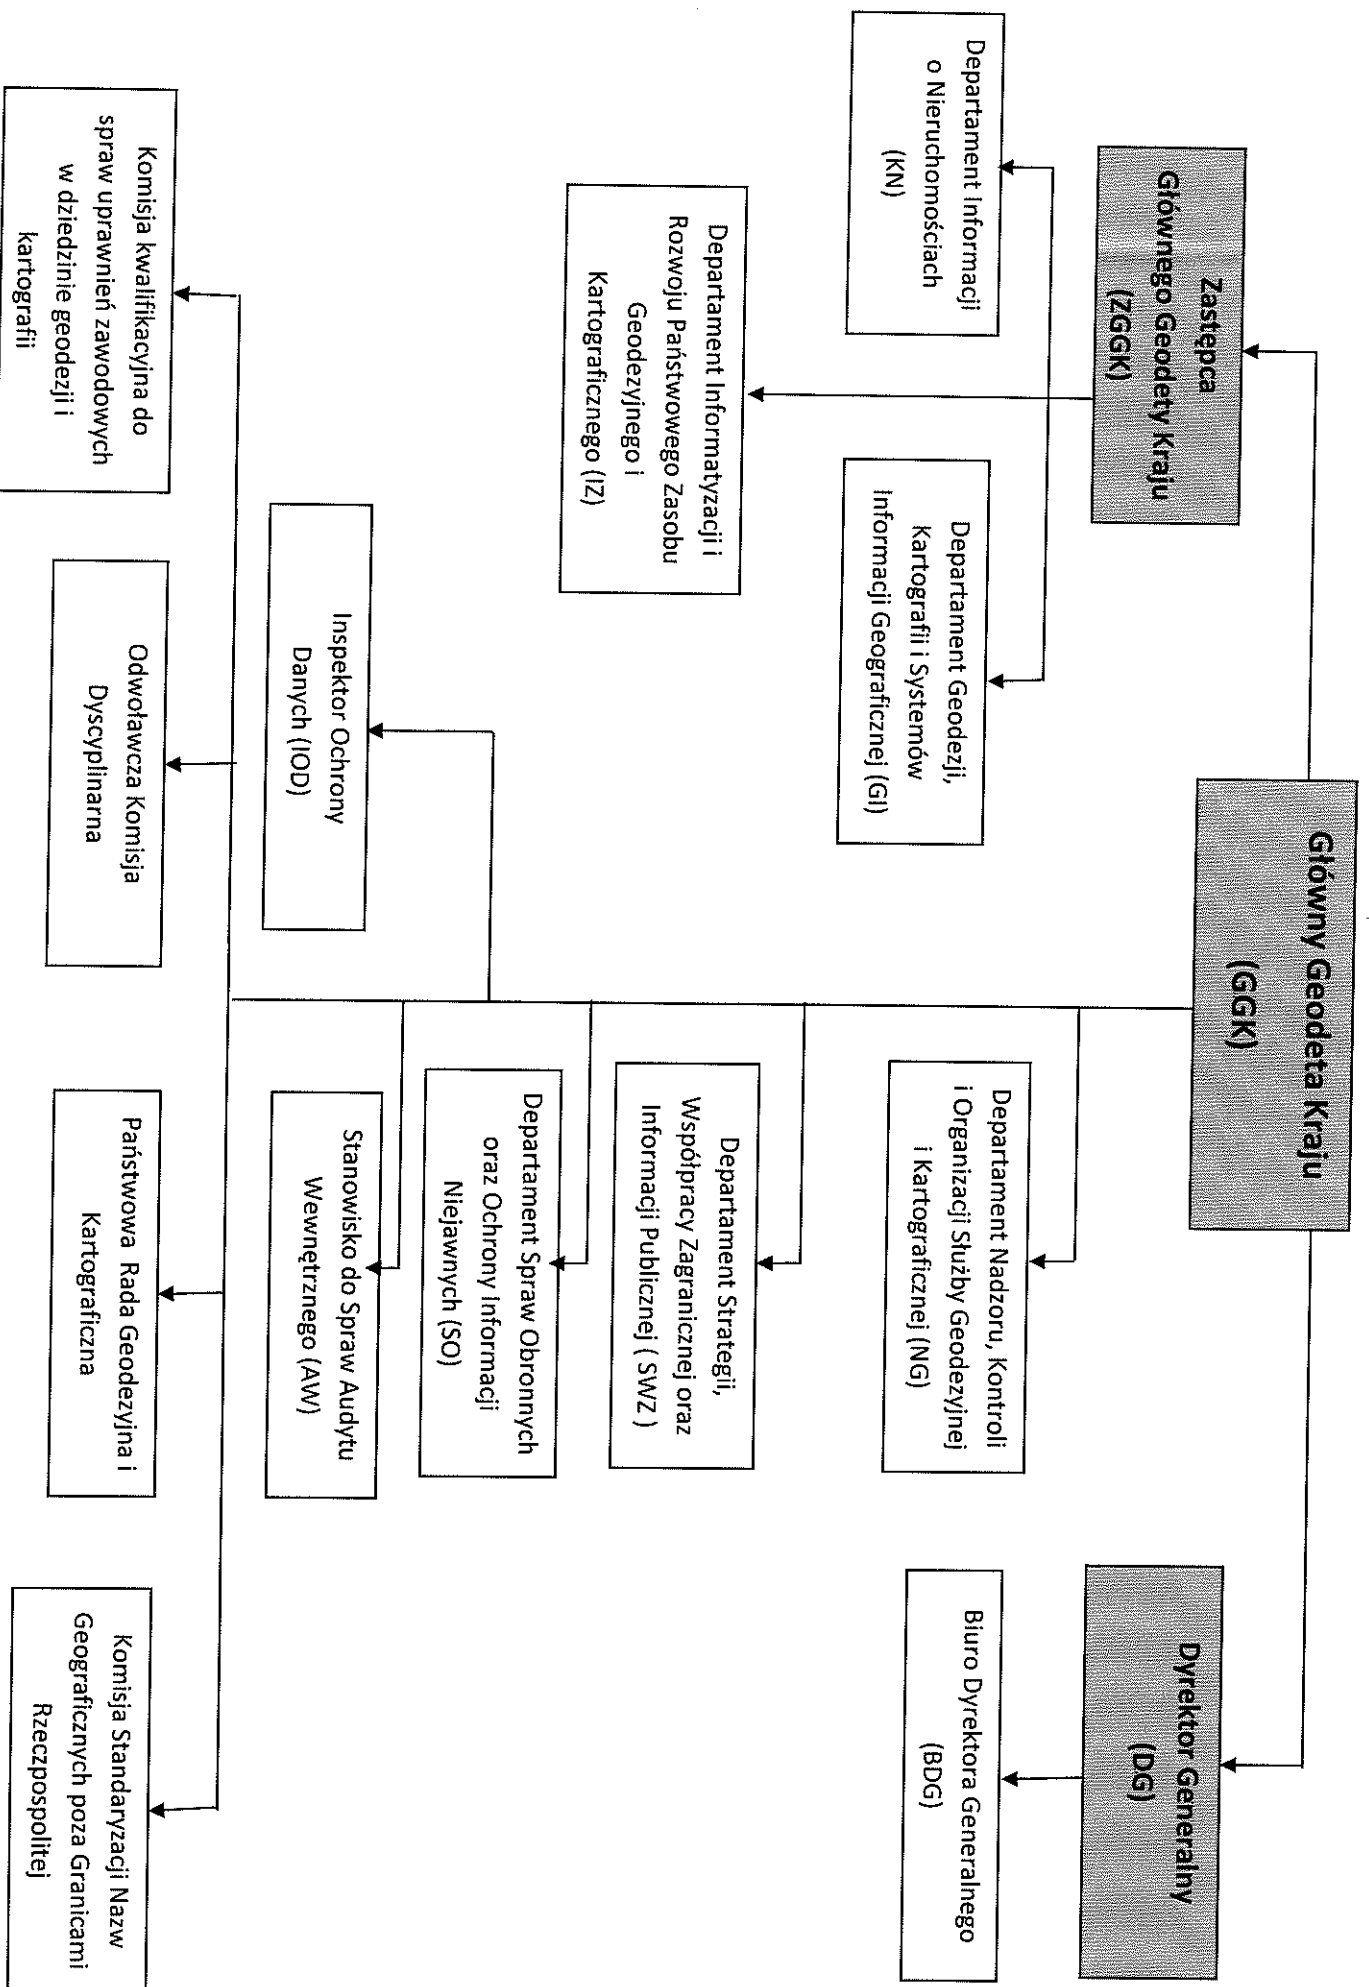 Główny Geodeta Kraju
(GGK)
Zastępca
Głównego Geodety Kraju
(ZGGK)
Dyrektor Generalny
(DG)
Departament Informacji
o Nieruchomościach
(KN)
Departament Geodezji,
Kartografii i Systemów
Informacji Geograficznej (GI)
Departament Nadzoru, Kontroli
i Organizacji Służby Geodezyjnej
i Kartograficznej (NG)
Biuro Dyrektora Generalnego
(BDG)
Departament Informatyzacji i
Rozwoju Państwowego Zasobu
Geodezyjnego i
Kartograficznego (IZ)
Departament Strategii,
Współpracy Zagranicznej oraz
Informacji Publicznej ( SWZ )
Departament Spraw Obronnych
oraz Ochrony Informacji
Niejawnych (SO)
Inspektor Ochrony
Danych (IOD)
Stanowisko do Spraw Audytu
Wewnętrznego (AW)
Komisja kwalifikacyjna do
spraw uprawnień zawodowych
w dziedzinie geodezji i
kartografii
Odwoławcza Komisja
Dyscyplinarna
Państwowa Rada Geodezyjna i
Kartograficzna
Komisja Standaryzacji Nazw
Geograficznych poza Granicami
Rzeczpospolitej